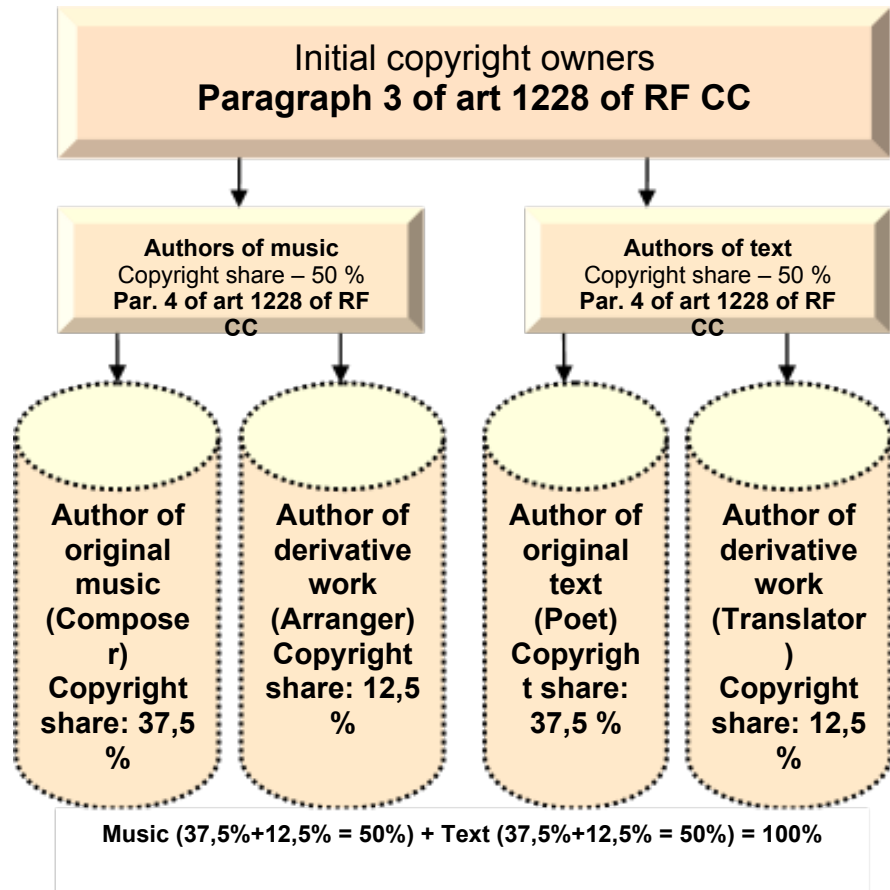 Initial copyright owners
Paragraph 3 of art 1228 of RF CC
Authors of music
Copyright share – 50 %
Par. 4 of art 1228 of RF
CC
Authors of text
Copyright share – 50 %
Par. 4 of art 1228 of RF
CC
Author of
original
music
(Compose
r)
Copyright
share: 37,5
%
Author of
derivative
work
(Arranger)
Copyright
share: 12,5
%
Author of
original
text
(Poet)
Copyrigh
t share:
37,5 %
Author of
derivative
work
(Translator
)
Copyright
share: 12,5
%
Music (37,5%+12,5% = 50%) + Text (37,5%+12,5% = 50%) = 100%